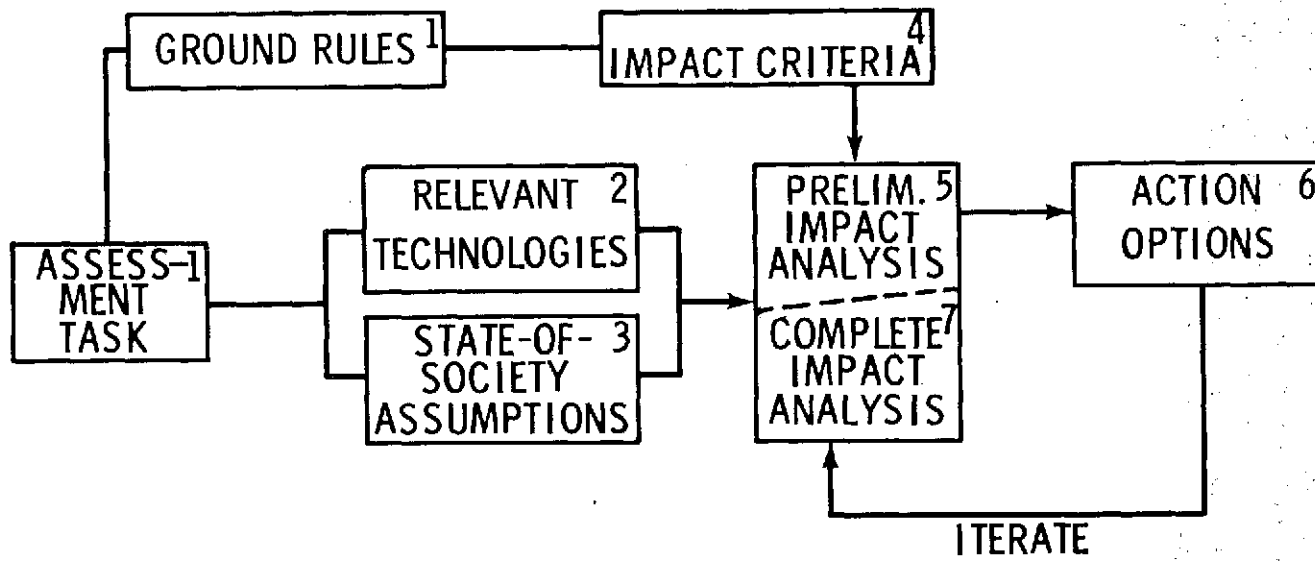 GROUND RULES 1
4
IMPACT CRITERIA
RELEVANT 2
TECHNOLOGIES
ASSESS-1
MENT
TASK
STATE-OF- 3
SOCIETY
ASSUMPTIONS
PRELIM. 5
IMPACT
ANALYSIS
COMPLETE 7
IMPACT
ANALYSIS
ACTION 6
OPTIONS
ITERATE